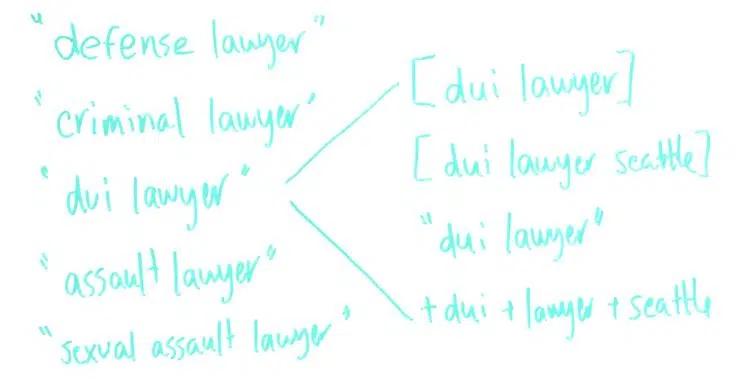 "defense lawyer"
"criminal lawyer"
"dui lawyer"
"assault lawyer"
"sexual assault lawyer"
[dui lawyer]
[dui lawyer seattle]
"dui lawyer"
+dui +lawyer +seattle